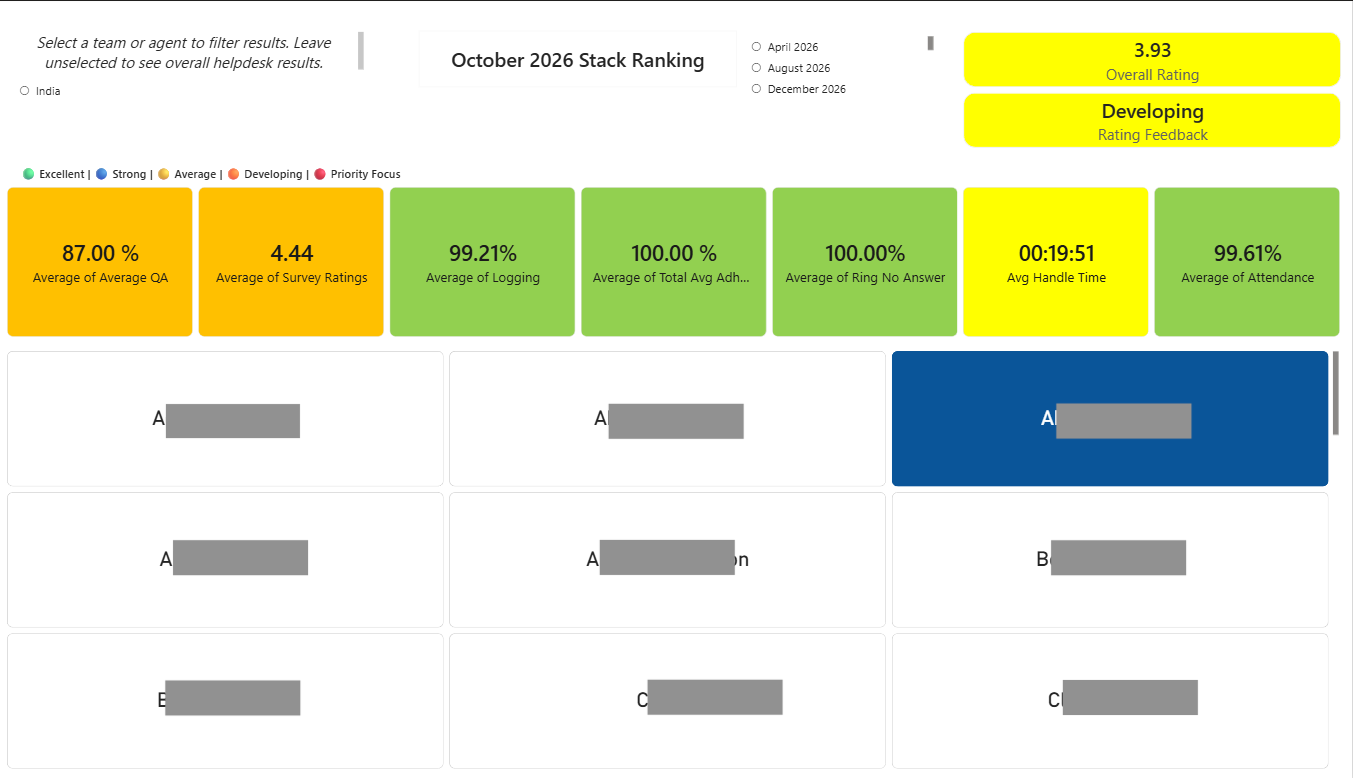 Select a team or agent to filter results. Leave
unselected to see overall helpdesk results.
India
October 2026 Stack Ranking
April 2026
August 2026
December 2026
3.93
Overall Rating
Developing
Rating Feedback
Excellent | Strong | Average | Developing | Priority Focus
87.00 %
Average of Average QA
4.44
Average of Survey Ratings
99.21%
Average of Logging
100.00 %
Average of Total Avg Adh...
100.00%
Average of Ring No Answer
00:19:51
Avg Handle Time
99.61%
Average of Attendance